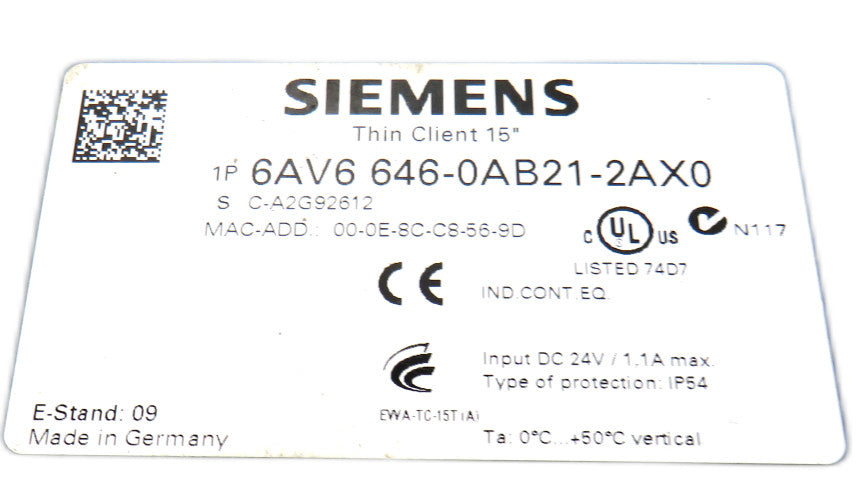 SIEMENS
Thin Client 15"
1P 6AV6 646-0AB21-2AX0
S C-A2G92612
MAC-ADD.: 00-0E-8C-C8-56-9D
C UL US N117
LISTED 74D7
CE IND.CONT.EQ.
Input DC 24V / 1.1A max.
Type of protection: IP54
EWA-TC-15T (A)
E-Stand: 09
Made in Germany
Ta: 0°C...+50°C vertical